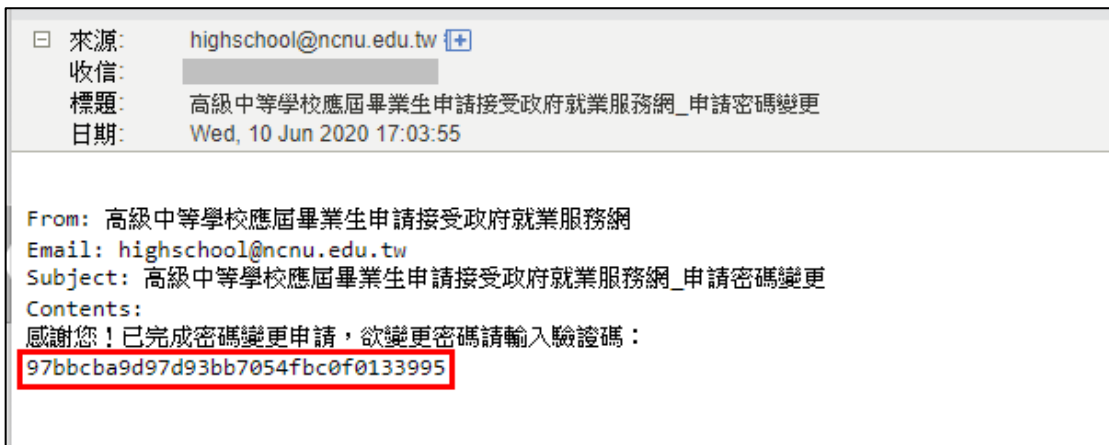 來源: highschool@ncnu.edu.tw
收信:
標題: 高級中等學校應屆畢業生申請接受政府就業服務網_申請密碼變更
日期: Wed, 10 Jun 2020 17:03:55
From: 高級中等學校應屆畢業生申請接受政府就業服務網
Email: highschool@ncnu.edu.tw
Subject: 高級中等學校應屆畢業生申請接受政府就業服務網_申請密碼變更
Contents:
感謝您！已完成密碼變更申請，欲變更密碼請輸入驗證碼：
97bbcba9d97d93bb7054fbc0f0133995